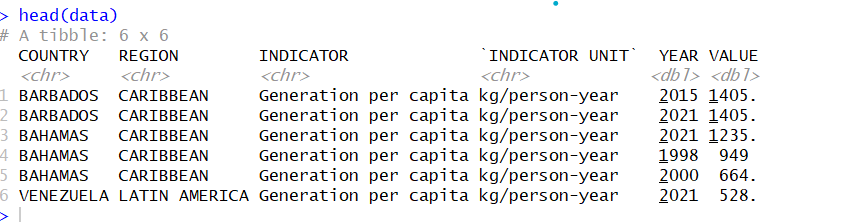 > head(data)
# A tibble: 6 x 6
  COUNTRY   REGION        INDICATOR             `INDICATOR UNIT`  YEAR VALUE
  <chr>     <chr>         <chr>                 <chr>            <dbl> <dbl>
1 BARBADOS  CARIBBEAN     Generation per capita kg/person-year    2015 1405.
2 BARBADOS  CARIBBEAN     Generation per capita kg/person-year    2021 1405.
3 BAHAMAS   CARIBBEAN     Generation per capita kg/person-year    2021 1235.
4 BAHAMAS   CARIBBEAN     Generation per capita kg/person-year    1998  949
5 BAHAMAS   CARIBBEAN     Generation per capita kg/person-year    2000  664.
6 VENEZUELA LATIN AMERICA Generation per capita kg/person-year    2021  528.
>